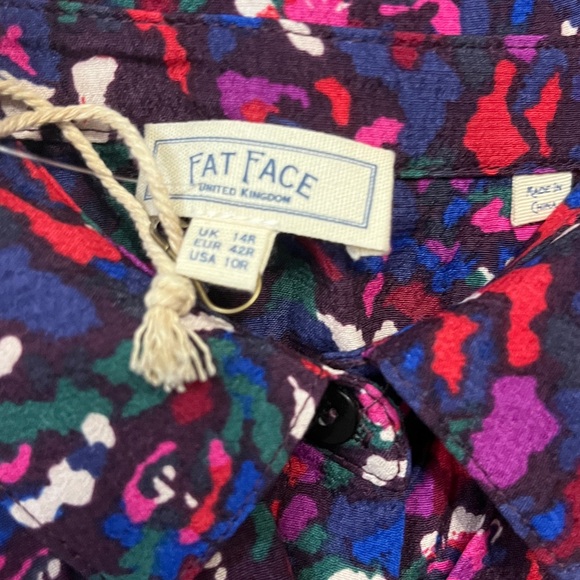 FAT FACE
UNITED KINGDOM
UK 14R
EUR 42R
USA 10R
MADE IN
CHINA